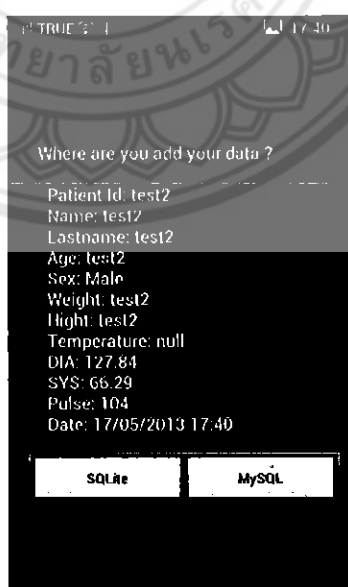 TRUE 17:40
Where are you add your data ?
Patient Id: test2
Name: test2
Lastname: test2
Age: test2
Sex: Male
Weight: test2
Hight: test2
Temperature: null
DIA: 127.84
SYS: 66.29
Pulse: 104
Date: 17/05/2013 17:40
SQLite MySQL